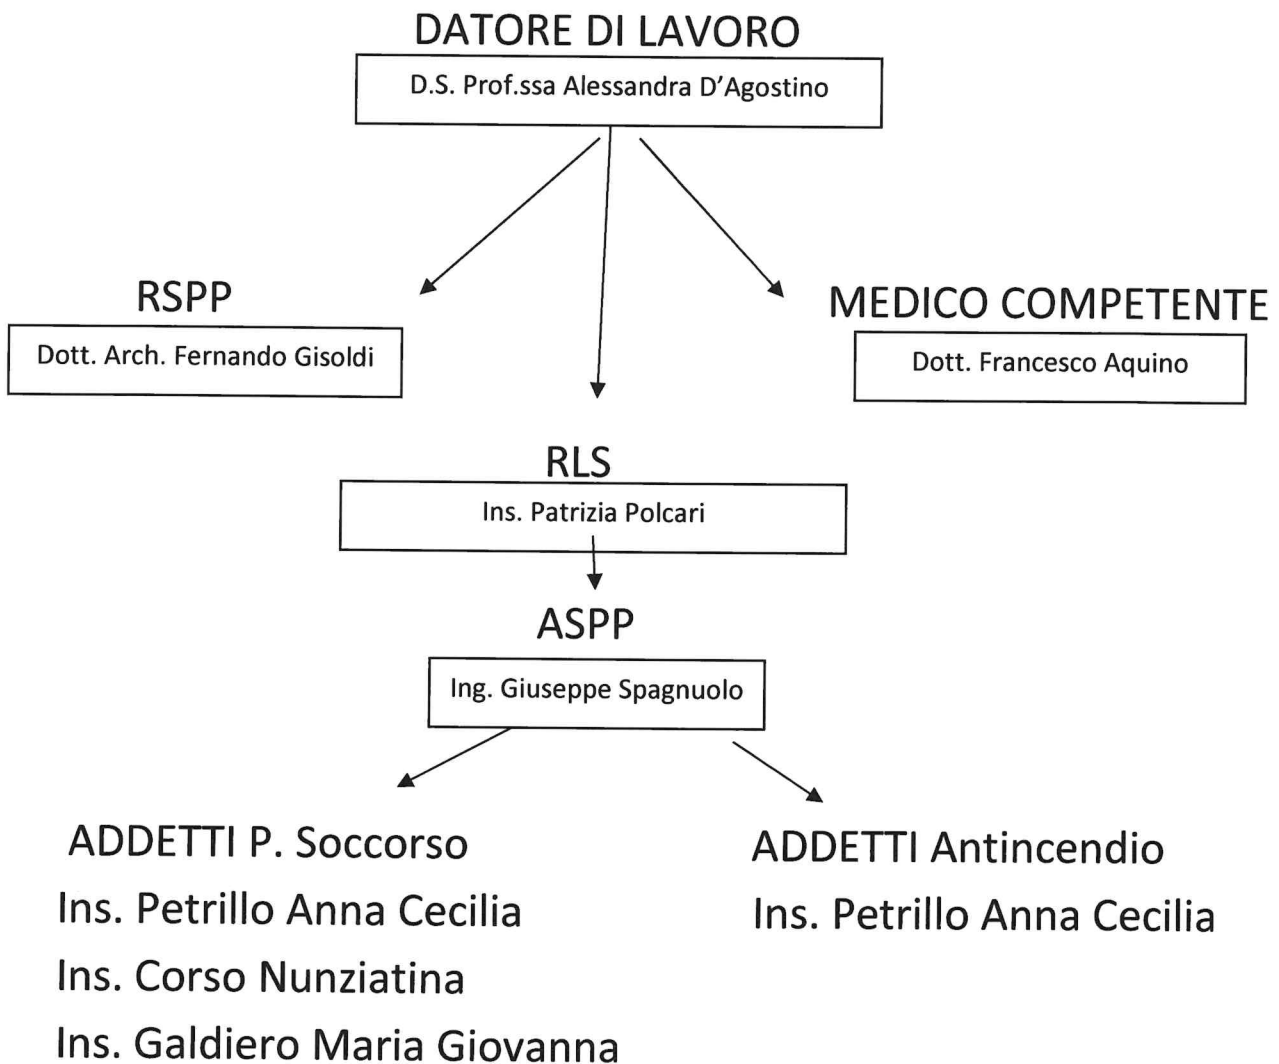 DATORE DI LAVORO
D.S. Prof.ssa Alessandra D’Agostino
RSPP
Dott. Arch. Fernando Gisoldi
MEDICO COMPETENTE
Dott. Francesco Aquino
RLS
Ins. Patrizia Polcari
ASPP
Ing. Giuseppe Spagnuolo
ADDETTI P. Soccorso
Ins. Petrillo Anna Cecilia
Ins. Corso Nunziatina
Ins. Galdiero Maria Giovanna
ADDETTI Antincendio
Ins. Petrillo Anna Cecilia